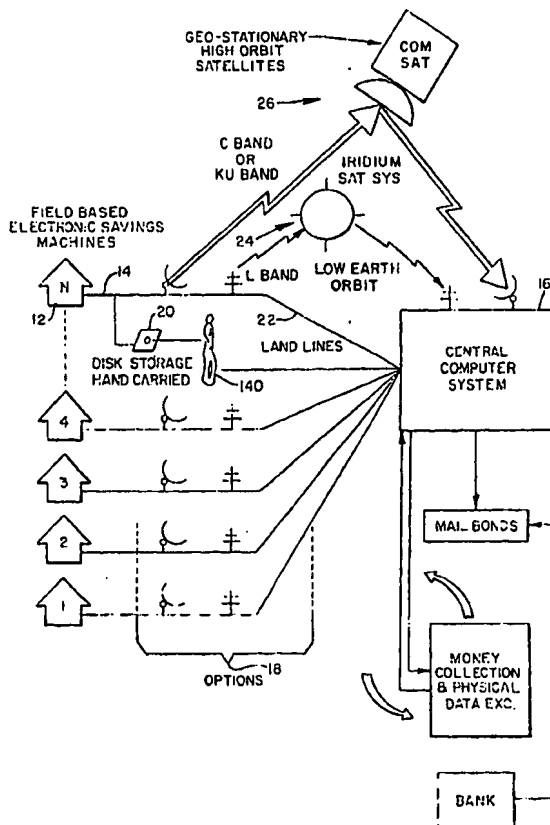 GEO-STATIONARY
HIGH ORBIT
SATELLITES
COM
SAT
26
C BAND
OR
KU BAND
IRIDIUM
SAT SYS
FIELD BASED
ELECTRONIC SAVINGS
MACHINES
24
N
14
L BAND
LOW EARTH
ORBIT
16
12
20
22
LAND LINES
DISK STORAGE
HAND CARRIED
140
CENTRAL
COMPUTER
SYSTEM
4
3
2
1
MAIL BONDS
18
OPTIONS
MONEY
COLLECTION
& PHYSICAL
DATA EXC.
BANK